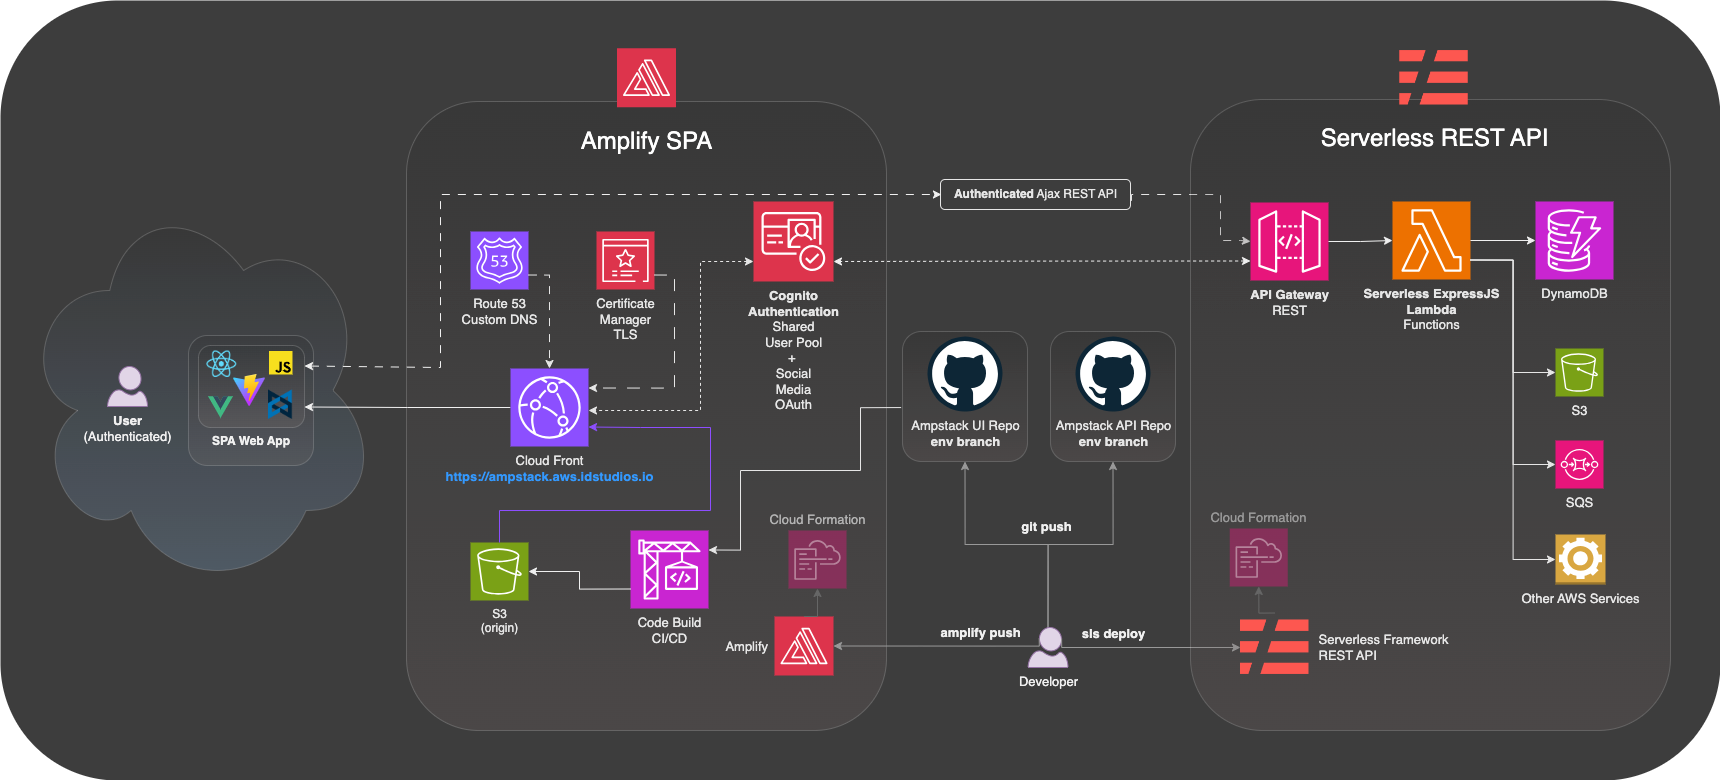 Amplify SPA
Serverless REST API
Authenticated Ajax REST API
53
Route 53
Custom DNS
Certificate
Manager
TLS
Cognito
Authentication
Shared
User Pool
+
Social
Media
OAuth
API Gateway
REST
Serverless ExpressJS
Lambda
Functions
DynamoDB
JS
User
(Authenticated)
SPA Web App
Cloud Front
https://ampstack.aws.idstudios.io
Ampstack UI Repo
env branch
Ampstack API Repo
env branch
S3
SQS
Other AWS Services
git push
Cloud Formation
Cloud Formation
S3
(origin)
Code Build
CI/CD
Amplify
amplify push
sls deploy
Developer
Serverless Framework
REST API